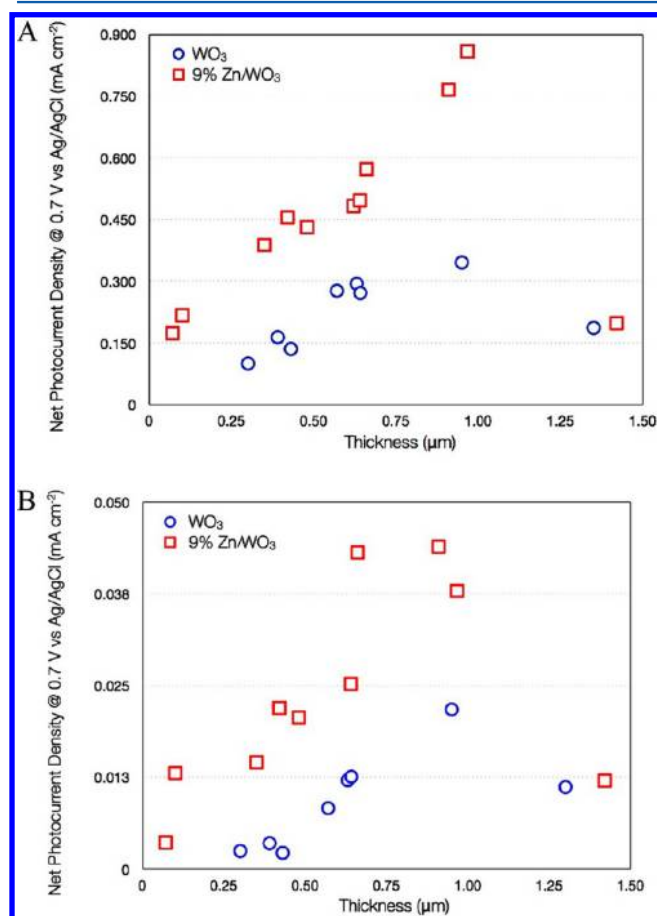 A
Net Photocurrent Density @ 0.7 V vs Ag/AgCl (mA cm⁻²)
0.900
0.750
0.600
0.450
0.300
0.150
0
WO₃
9% Zn/WO₃
0
0.25
0.50
0.75
1.00
1.25
1.50
Thickness (µm)
B
Net Photocurrent Density @ 0.7 V vs Ag/AgCl (mA cm⁻²)
0.050
0.038
0.025
0.013
0
WO₃
9% Zn/WO₃
0
0.25
0.50
0.75
1.00
1.25
1.50
Thickness (µm)